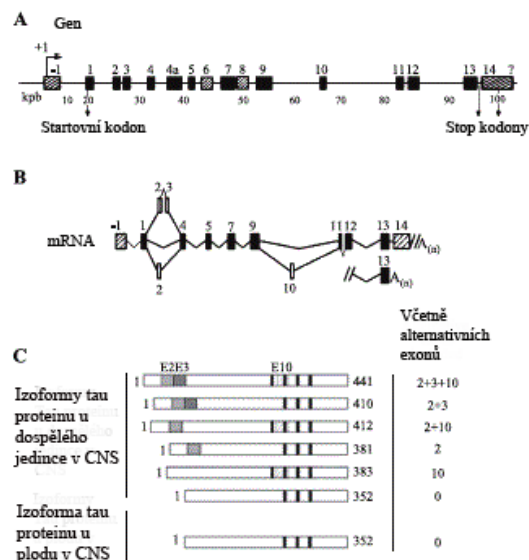 A
Gen
+1
-1 1 2 3 4 4a 5 6 7 8 9 10 11 12 13 14 ?
kpb 10 20 30 40 50 60 70 80 90 100
Startovní kodon
Stop kodony
B
2 3
-1 1 4 5 7 9 11 12 13 14
mRNA
A(n)
13
A(n)
2 10
Včetně
alternativních
exonů
C
E2E3 E10
Izoformy tau
proteinu u
dospělého
jedince v CNS
1 441 2+3+10
1 410 2+3
1 412 2+10
1 381 2
1 383 10
1 352 0
Izoforma tau
proteinu u
plodu v CNS
1 352 0